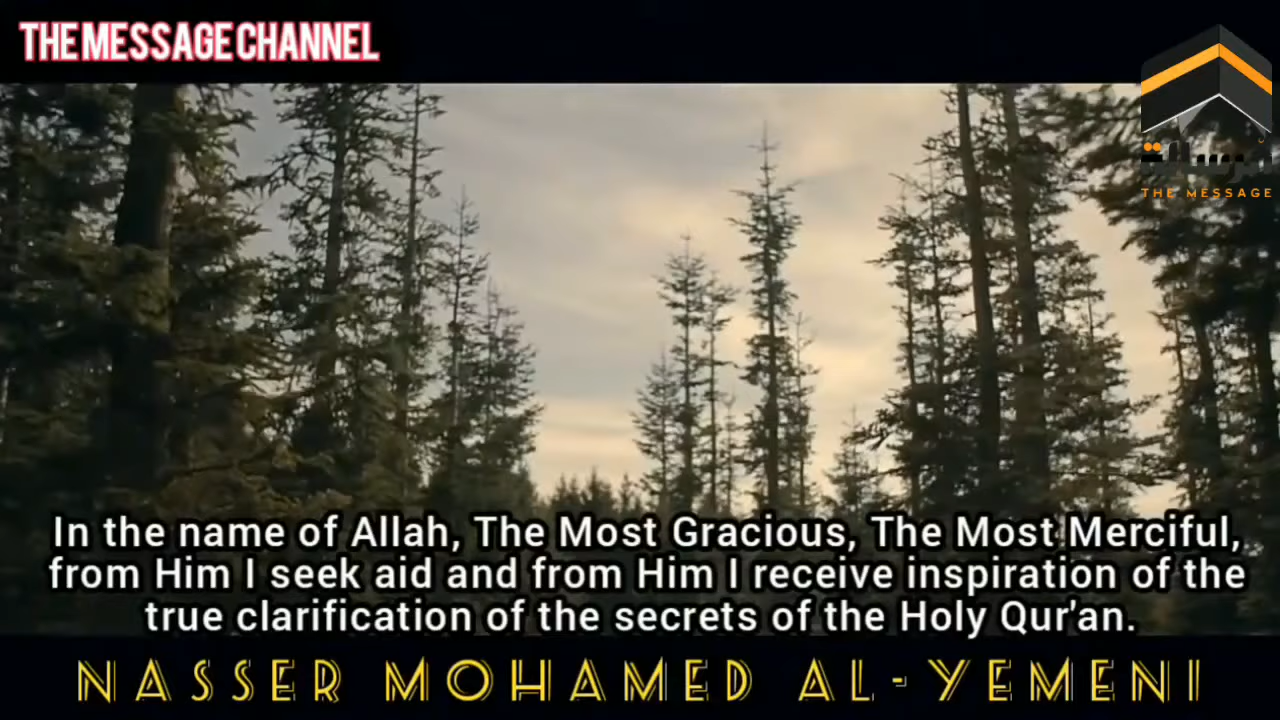 THE MESSAGE CHANNEL
THE MESSAGE
In the name of Allah, The Most Gracious, The Most Merciful,
from Him I seek aid and from Him I receive inspiration of the
true clarification of the secrets of the Holy Qur'an.
NASSER MOHAMED AL-YEMENI